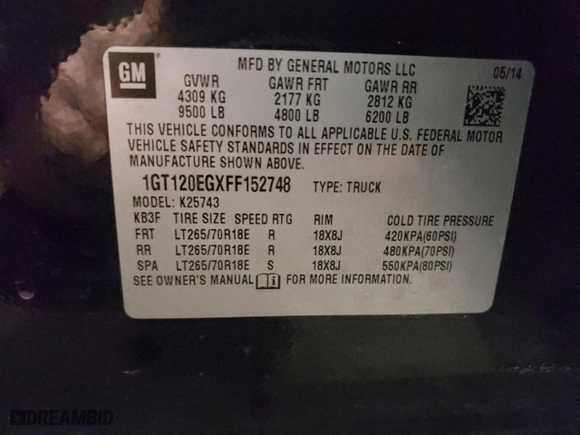 GM
MFD BY GENERAL MOTORS LLC 05/14
GVWR GAWR FRT GAWR RR
4309 KG 2177 KG 2812 KG
9500 LB 4800 LB 6200 LB
THIS VEHICLE CONFORMS TO ALL APPLICABLE U.S. FEDERAL MOTOR
VEHICLE SAFETY STANDARDS IN EFFECT ON THE DATE OF
MANUFACTURE SHOWN ABOVE.
1GT120EGXFF152748 TYPE: TRUCK
MODEL: K25743
KB3F TIRE SIZE SPEED RTG RIM COLD TIRE PRESSURE
FRT LT265/70R18E R 18X8J 420KPA(60PSI)
RR LT265/70R18E R 18X8J 480KPA(70PSI)
SPA LT265/70R18E S 18X8J 550KPA(80PSI)
SEE OWNER'S MANUAL FOR MORE INFORMATION.
DREAMBID